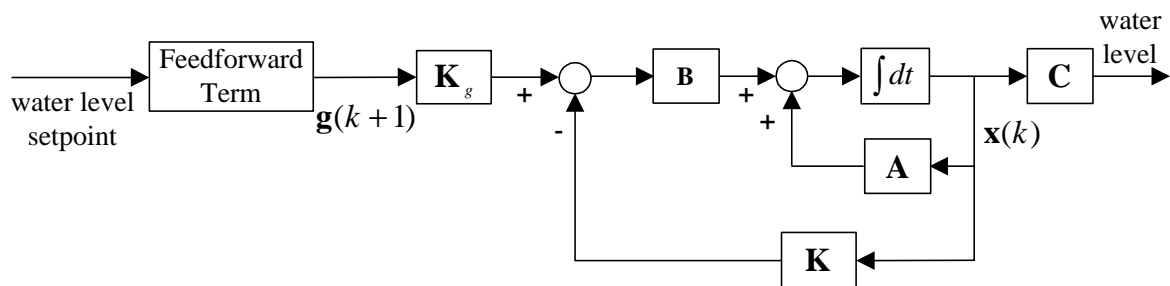 water level
setpoint
Feedforward
Term
g(k+1)
K_g
+
-
B
+
+
∫dt
A
K
x(k)
C
water
level